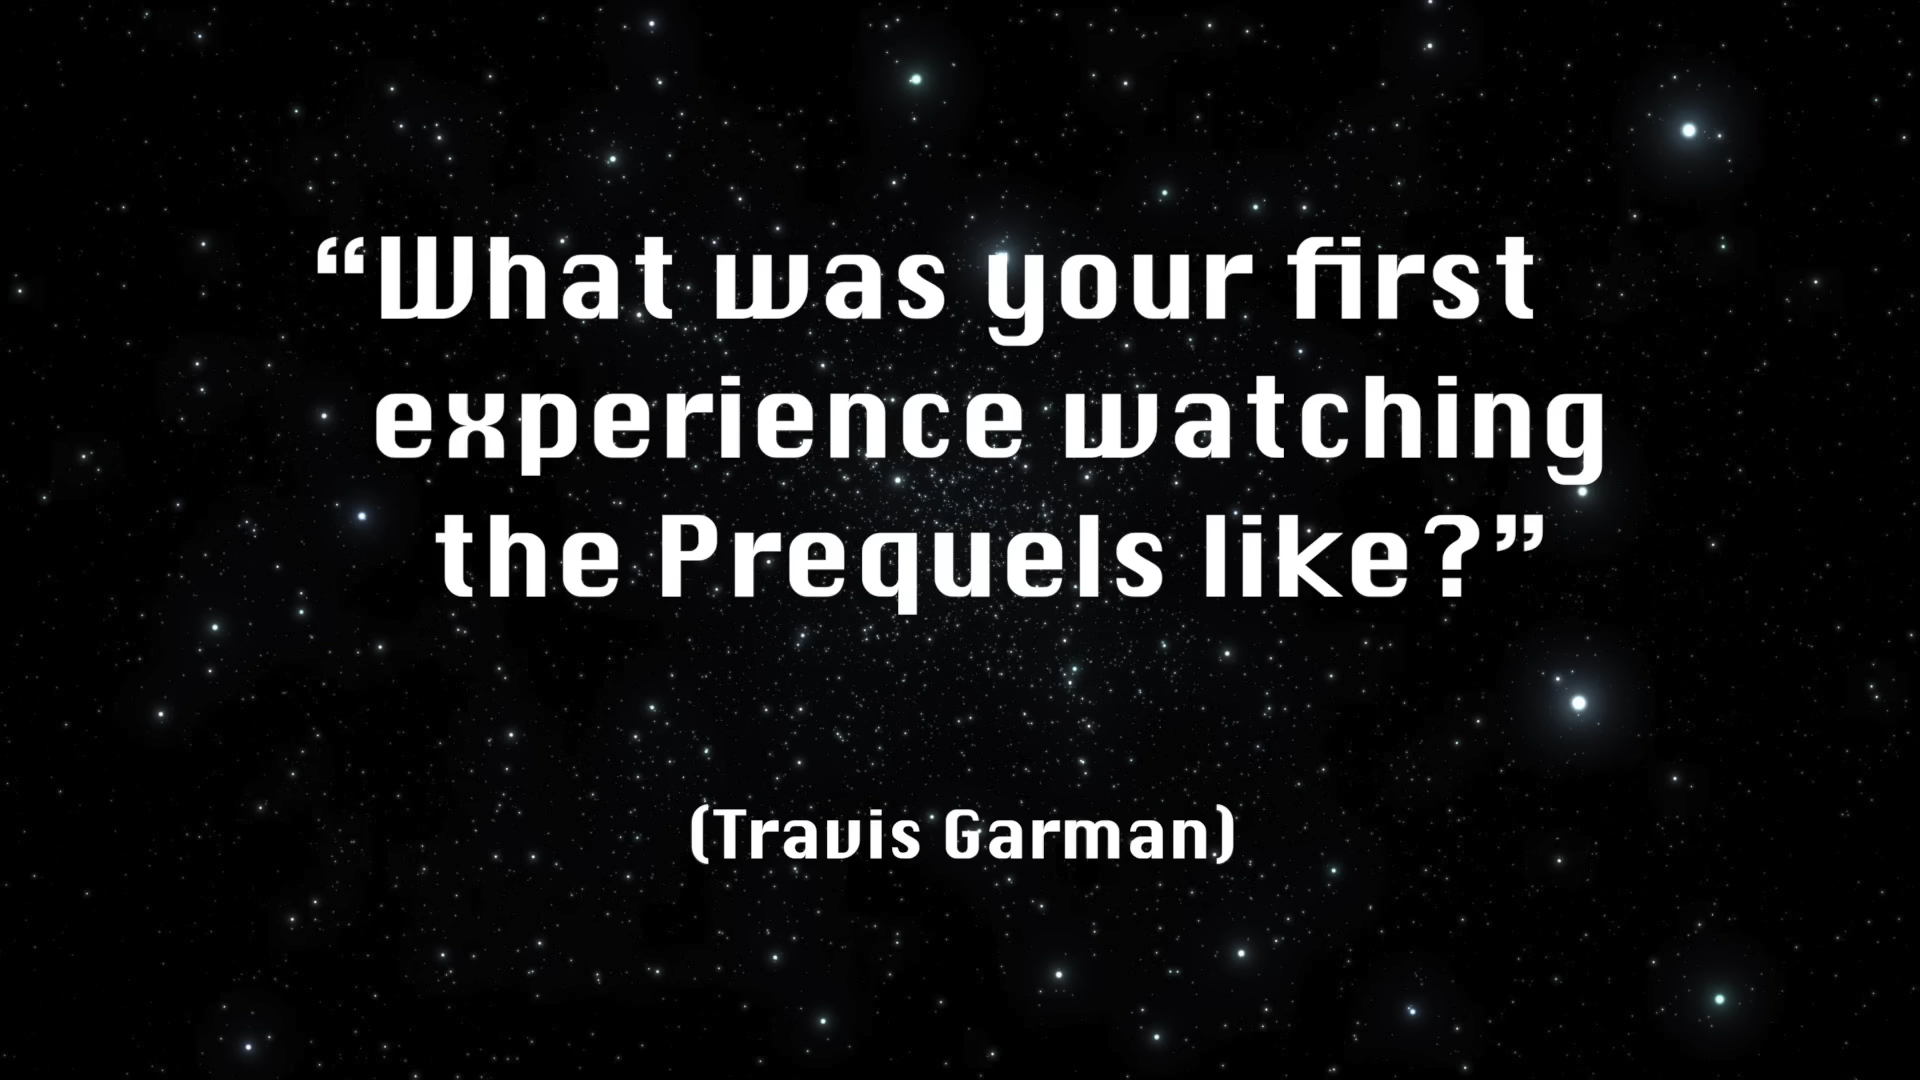 “What was your first
experience watching
the Prequels like?”
(Travis Garman)